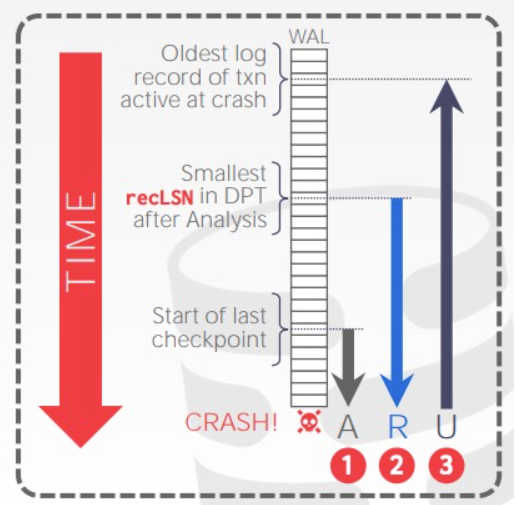 WAL
Oldest log
record of txn
active at crash
Smallest
recLSN in DPT
after Analysis
TIME
Start of last
checkpoint
CRASH! A R U
1 2 3